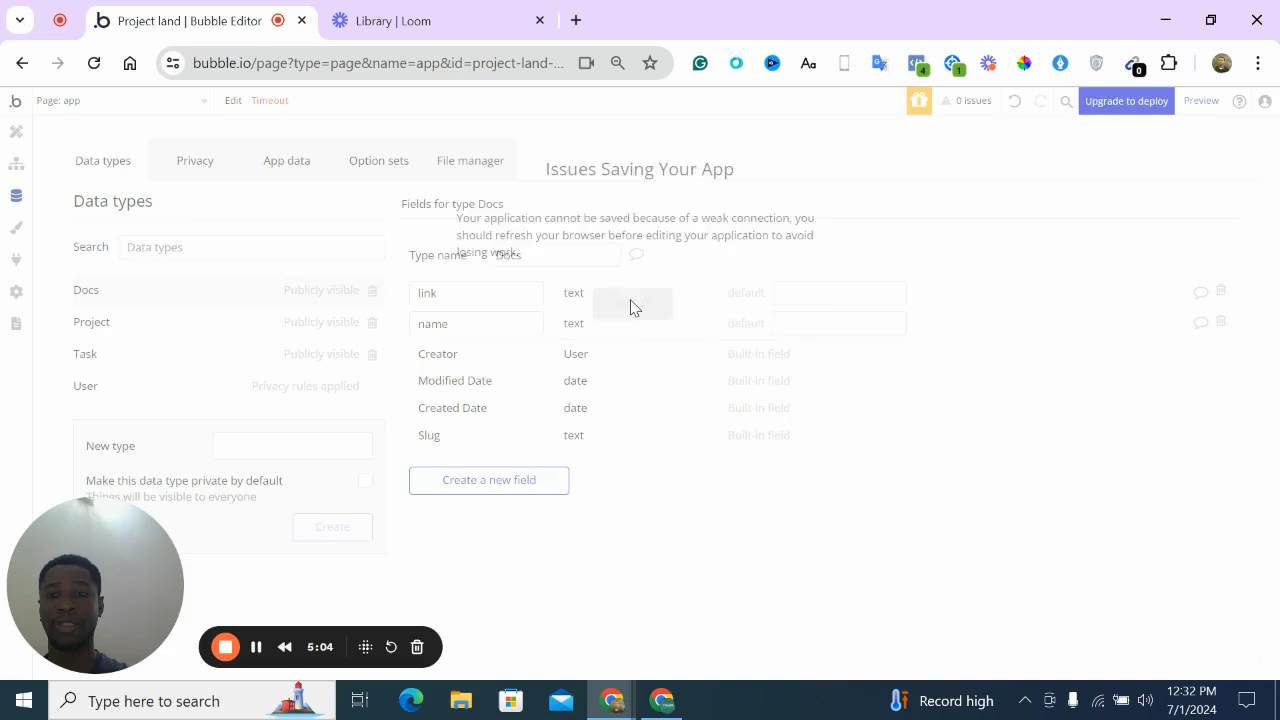 Project land | Bubble Editor
Library | Loom
bubble.io/page?type=page&name=app&id=project-land-...
4
1
0
Page: app
Edit
Timeout
0 issues
Upgrade to deploy
Preview
Data types
Privacy
App data
Option sets
File manager
Issues Saving Your App
Data types
Fields for type Docs
Your application cannot be saved because of a weak connection, you
should refresh your browser before editing your application to avoid
losing work.
Search
Data types
Type name
Docs
Docs
Publicly visible
link
text
default
Project
Publicly visible
name
text
default
Task
Publicly visible
Creator
User
Built-in field
User
Privacy rules applied
Modified Date
date
Built-in field
Created Date
date
Built-in field
Slug
text
Built-in field
New type
Make this data type private by default
Things will be visible to everyone
Create
Create a new field
5:04
Type here to search
Record high
12:32 PM
7/1/2024